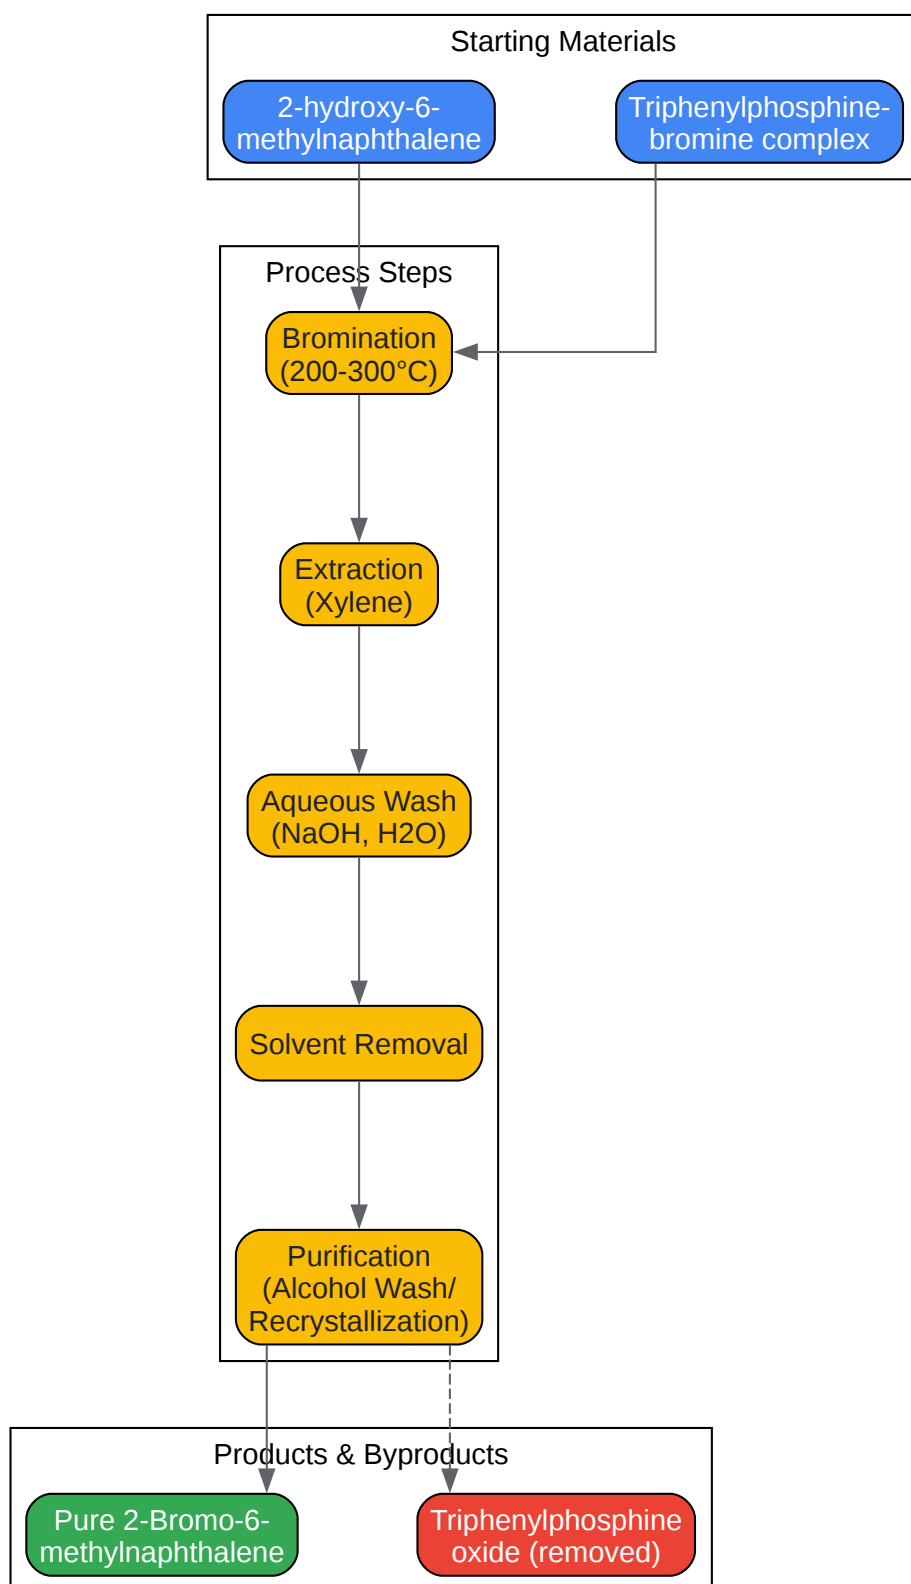 Starting Materials
2-hydroxy-6-
methylnaphthalene
Triphenylphosphine-
bromine complex
Process Steps
Bromination
(200-300°C)
Extraction
(Xylene)
Aqueous Wash
(NaOH, H2O)
Solvent Removal
Purification
(Alcohol Wash/
Recrystallization)
Products & Byproducts
Pure 2-Bromo-6-
methylnaphthalene
Triphenylphosphine
oxide (removed)